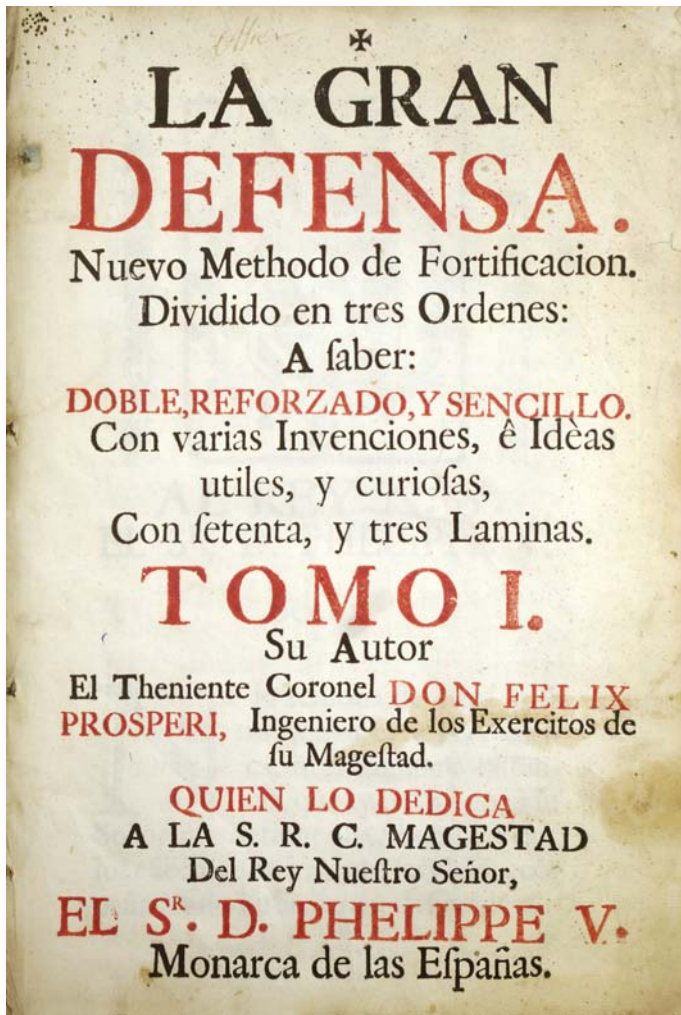 ✠
LA GRAN
DEFENSA.
Nuevo Methodo de Fortificacion.
Dividido en tres Ordenes:
A ſaber:
DOBLE, REFORZADO, Y SENCILLO.
Con varias Invenciones, ê Idèas
utiles, y curioſas,
Con ſetenta, y tres Laminas.
TOMO I.
Su Autor
El Theniente Coronel DON FELIX
PROSPERI, Ingeniero de los Exercitos de
ſu Mageſtad.
QUIEN LO DEDICA
A LA S. R. C. MAGESTAD
Del Rey Nueſtro Señor,
EL Sᴿ. D. PHELIPPE V.
Monarca de las Eſpañas.